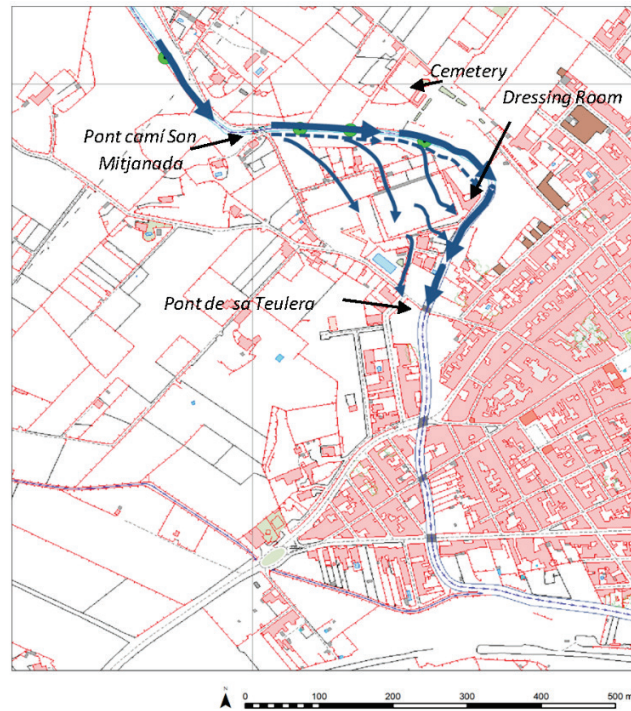 Cemetery
Dressing Room
Pont camí Son
Mitjanada
Pont de sa Teulera
N
0 100 200 300 400 500 m